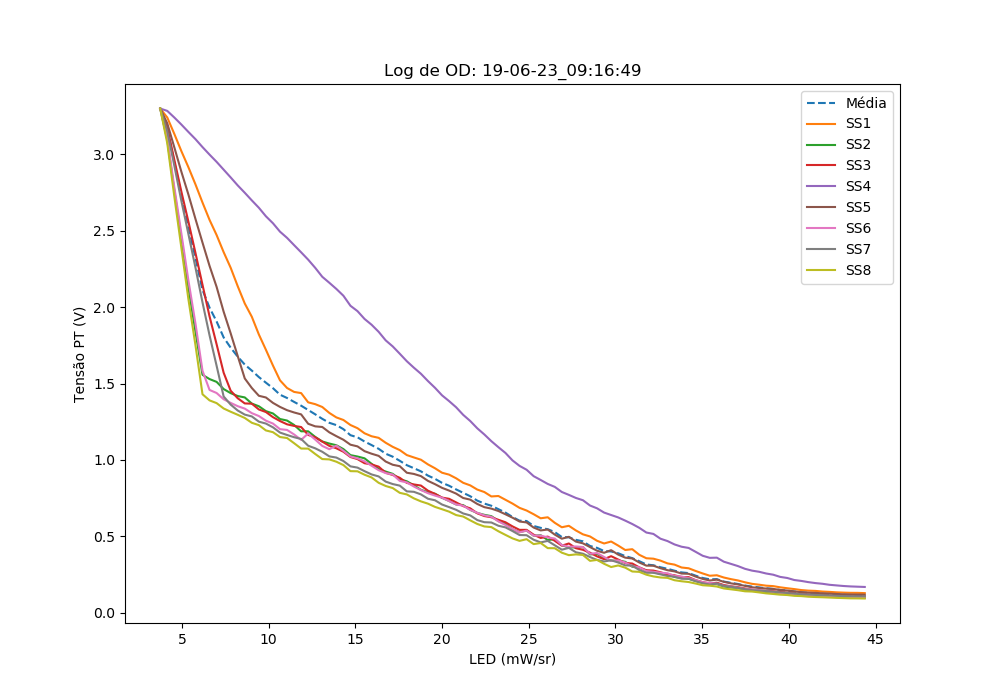 Log de OD: 19-06-23_09:16:49
Tensão PT (V)
3.0
2.5
2.0
1.5
1.0
0.5
0.0
5
10
15
20
25
30
35
40
45
LED (mW/sr)
Média
SS1
SS2
SS3
SS4
SS5
SS6
SS7
SS8